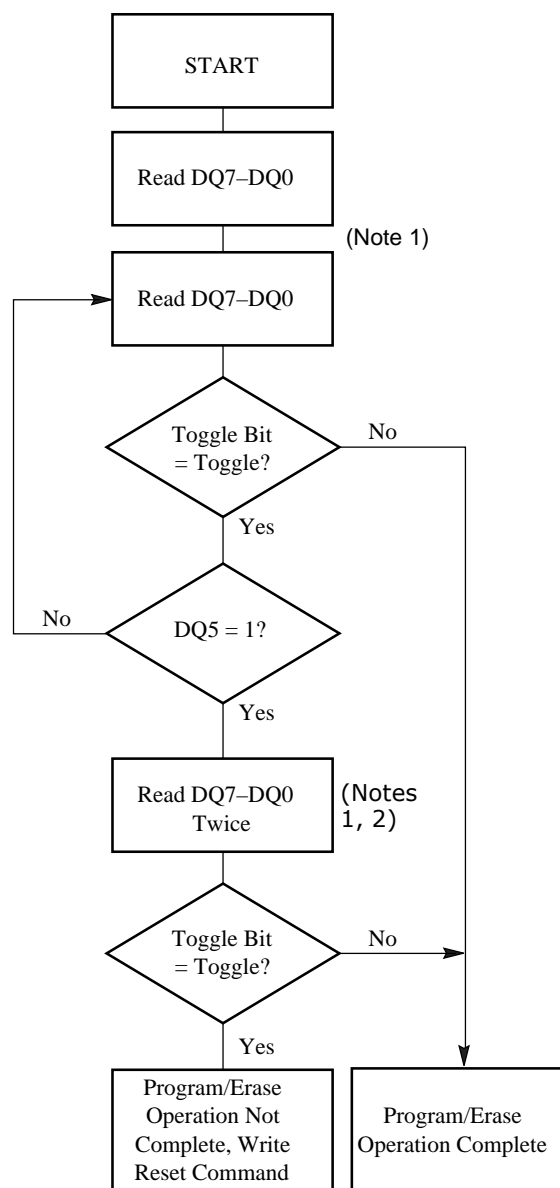 START
Read DQ7–DQ0
(Note 1)
Read DQ7–DQ0
Toggle Bit
= Toggle?
No
Yes
No
DQ5 = 1?
Yes
Read DQ7–DQ0
Twice
(Notes
1, 2)
Toggle Bit
= Toggle?
No
Yes
Program/Erase
Operation Not
Complete, Write
Reset Command
Program/Erase
Operation Complete